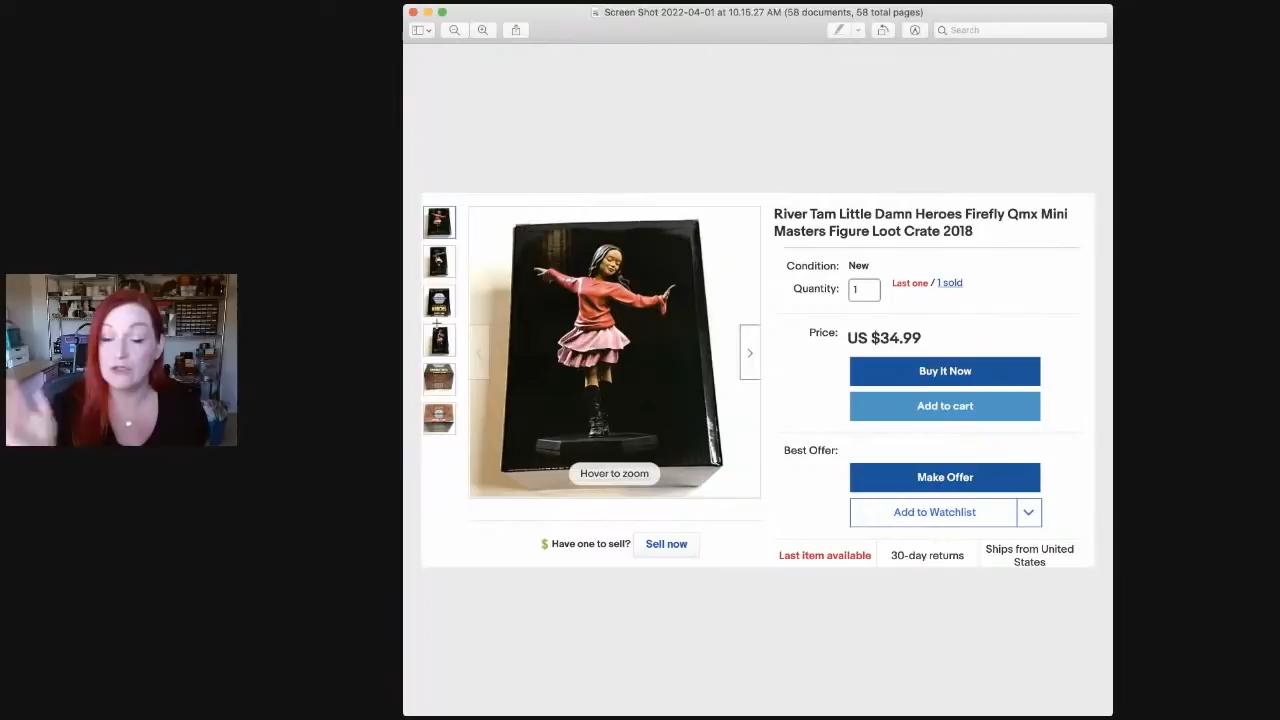 Screen Shot 2022-04-01 at 10.15.27 AM (58 documents, 58 total pages)
Search
River Tam Little Damn Heroes Firefly Qmx Mini
Masters Figure Loot Crate 2018
Condition: New
Quantity: 1 Last one / 1 sold
Price: US $34.99
Buy It Now
Add to cart
Best Offer:
Make Offer
Add to Watchlist
Hover to zoom
Have one to sell? Sell now
Last item available 30-day returns Ships from United
States